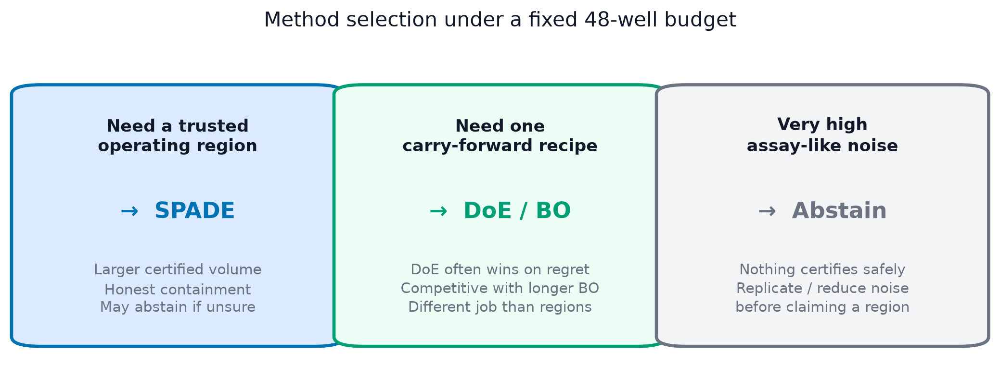 Method selection under a fixed 48-well budget
Need a trusted
operating region
→ SPADE
Larger certified volume
Honest containment
May abstain if unsure
Need one
carry-forward recipe
→ DoE / BO
DoE often wins on regret
Competitive with longer BO
Different job than regions
Very high
assay-like noise
→ Abstain
Nothing certifies safely
Replicate / reduce noise
before claiming a region